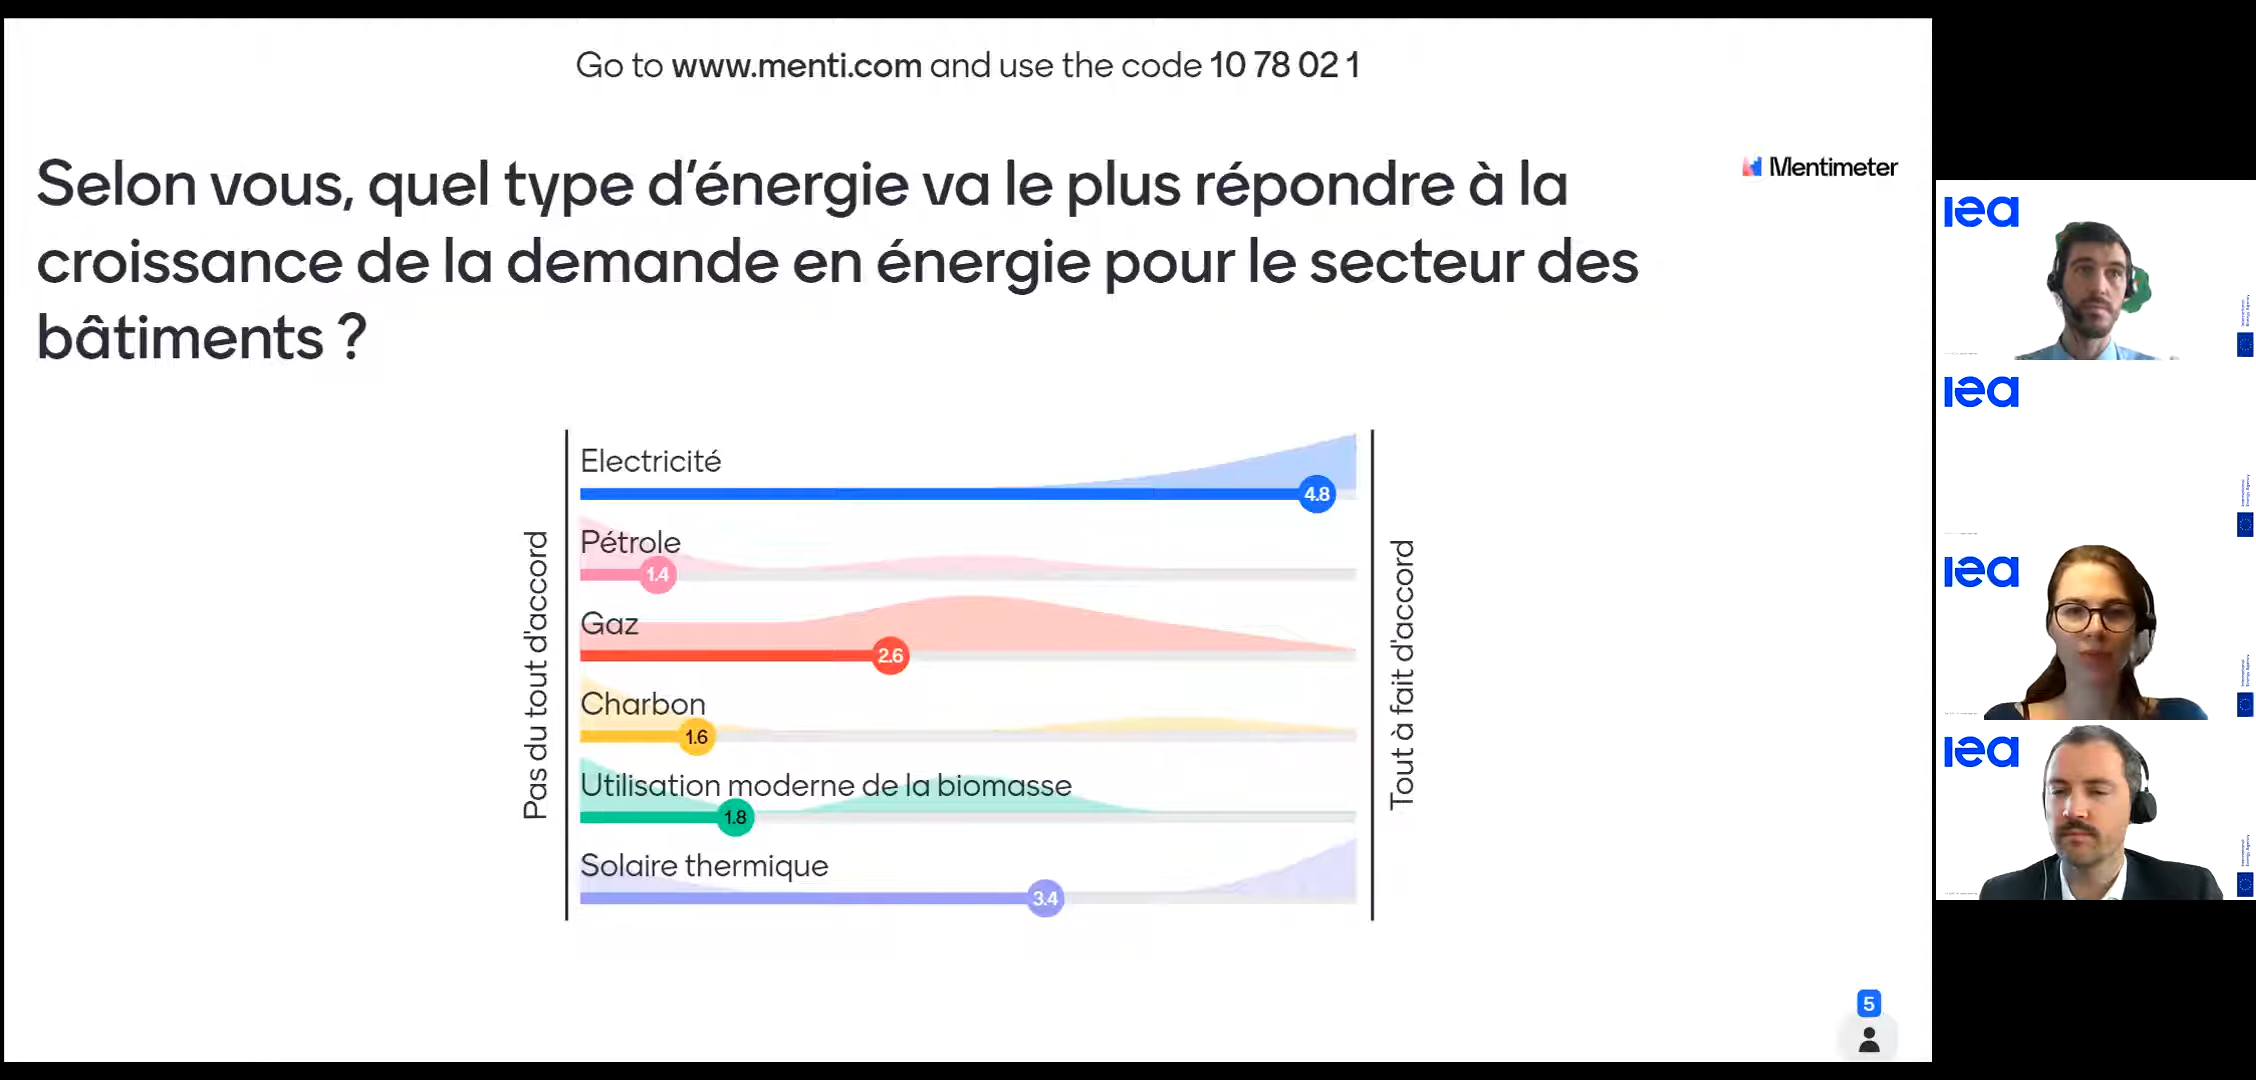 Go to www.menti.com and use the code 10 78 02 1
Mentimeter
Selon vous, quel type d’énergie va le plus répondre à la
croissance de la demande en énergie pour le secteur des
bâtiments ?
Pas du tout d'accord
Electricité
4.8
Pétrole
1.4
Gaz
2.6
Charbon
1.6
Utilisation moderne de la biomasse
1.8
Solaire thermique
3.4
Tout à fait d'accord
5
iea
iea
iea
iea